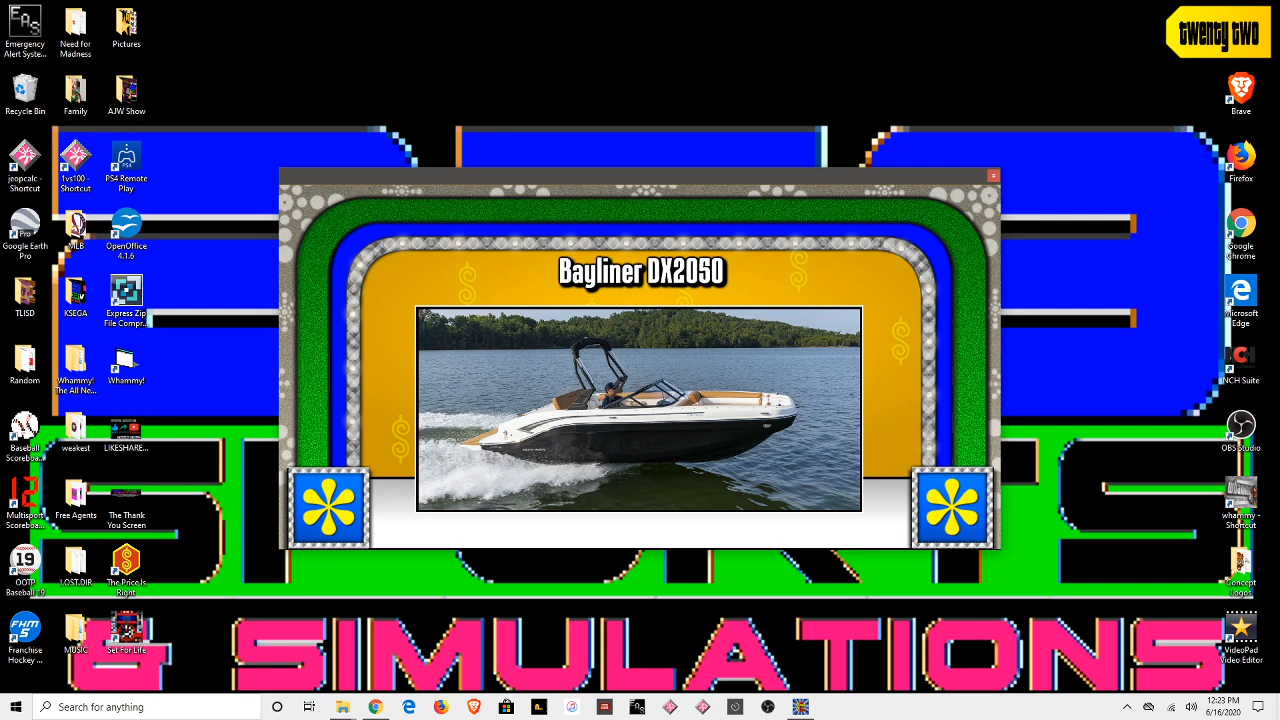 Emergency
Alert Syste...
Need for
Madness
Pictures
twenty two
Recycle Bin
Family
AJW Show
Brave
jeopcalc -
Shortcut
1vs100 -
Shortcut
PS4 Remote
Play
Firefox
Google Earth
Pro
MLB
OpenOffice
4.1.6
Google
Chrome
Bayliner DX2050
TLISD
KSEGA
Express Zip
File Compr...
Microsoft
Edge
Random
Whammy!
The All Ne...
Whammy!
NCH Suite
Baseball
Scoreboa...
weakest
LIKESHARE...
OBS Studio
12
Multisport
Scoreboa...
Free Agents
The Thank
You Screen
whammy -
Shortcut
19
OOTP
Baseball 19
LOST.DIR
The Price Is
Right
Concept
Logos
FHM
5
Franchise
Hockey ...
MUSIC
Set For Life
VideoPad
Video Editor
& SIMULATIONS
Search for anything
12:23 PM
6/16/2020